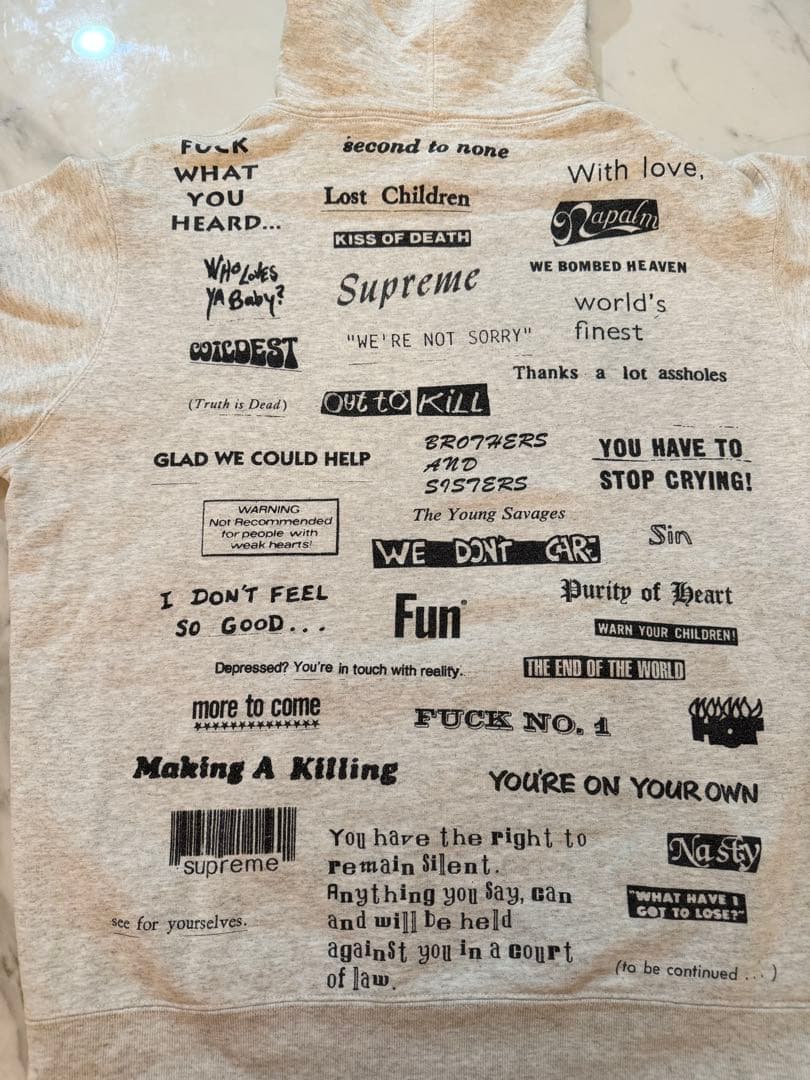 FUCK
WHAT
YOU
HEARD...
second to none
With love,
Lost Children
Napalm
KISS OF DEATH
WHO LOVES
YA BABY?
Supreme
WE BOMBED HEAVEN
world's
finest
COLDEST
"WE'RE NOT SORRY"
Thanks a lot assholes
(Truth is Dead)
OUT TO KiLL
GLAD WE COULD HELP
BROTHERS
AND
SISTERS
YOU HAVE TO
STOP CRYING!
WARNING
Not Recommended
for people with
weak hearts!
The Young Savages
Sin
WE DON'T CARE
I DON'T FEEL
SO GOOD...
Fun
Purity of Heart
WARN YOUR CHILDREN!
Depressed? You're in touch with reality.
THE END OF THE WORLD
more to come
FUCK NO. 1
HOT
Making A Killing
YOU'RE ON YOUR OWN
supreme
You have the right to
remain Silent.
Anything you Say, can
and will be held
against you in a court
of law.
Nasty
"WHAT HAVE I
GOT TO LOSE?"
see for yourselves.
(to be continued ... )